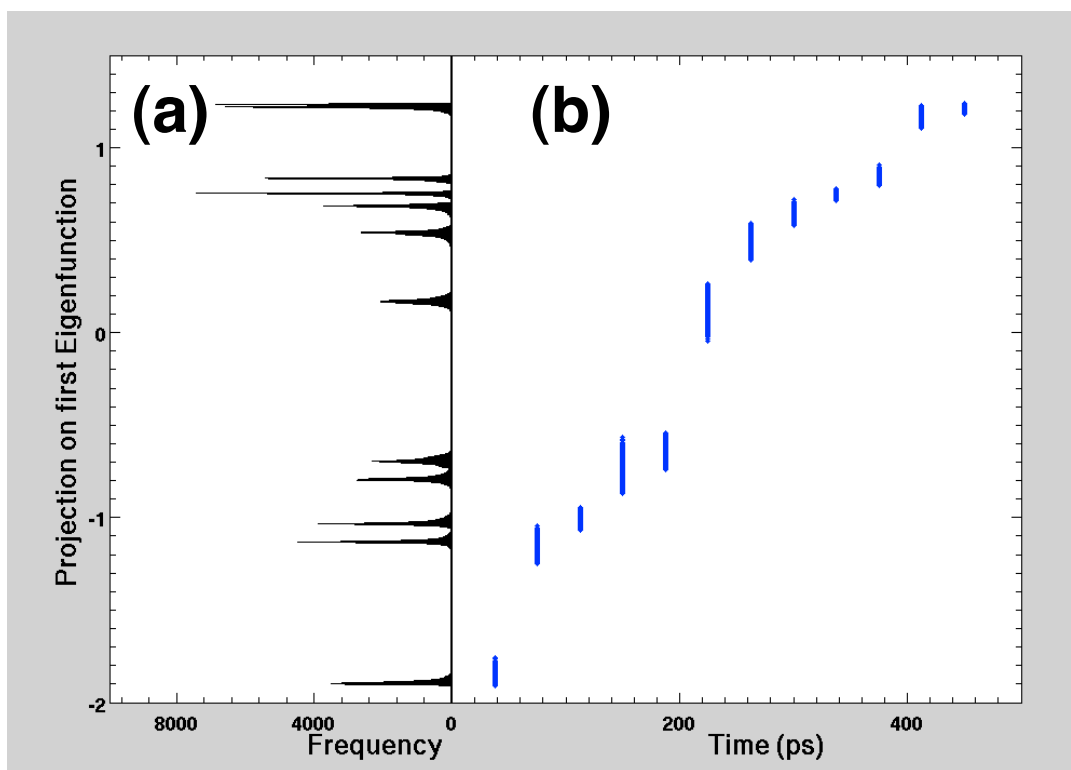 (a)
(b)
Projection on first Eigenfunction
1
0
-1
-2
8000 4000 0 200 400
Frequency Time (ps)